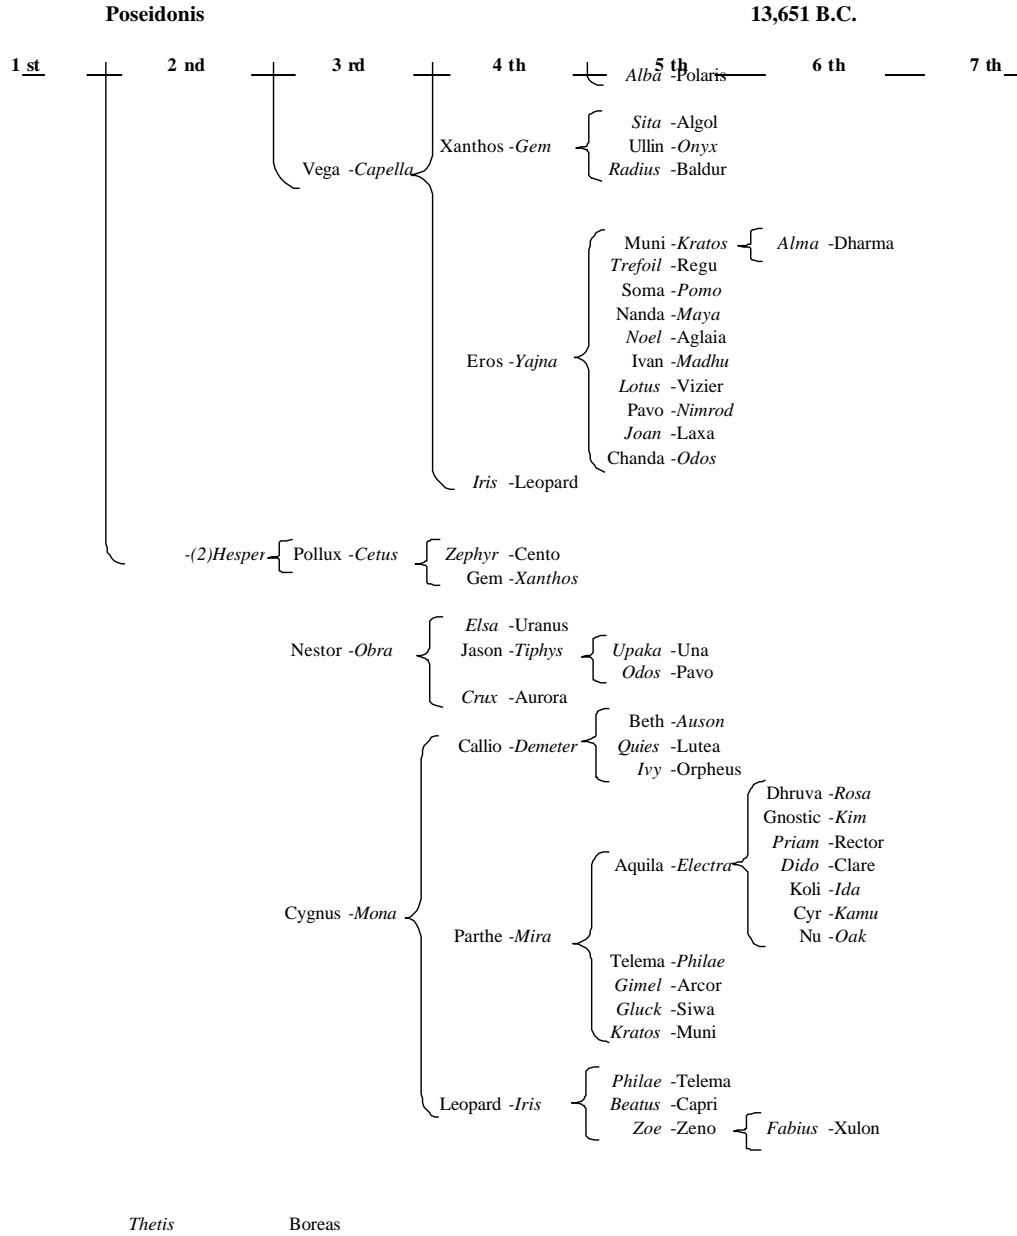 Poseidonis 13,651 B.C.
1 st 2 nd 3 rd 4 th 5 th 6 th 7 th
Alba -Polaris
Sita -Algol
Xanthos -Gem Ullin -Onyx
Vega -Capella Radius -Baldur
Muni -Kratos Alma -Dharma
Trefoil -Regu
Soma -Pomo
Nanda -Maya
Noel -Aglaia
Eros -Yajna Ivan -Madhu
Lotus -Vizier
Pavo -Nimrod
Joan -Laxa
Chanda -Odos
Iris -Leopard
-(2)Hesper Pollux -Cetus Zephyr -Cento
Gem -Xanthos
Elsa -Uranus
Nestor -Obra Jason -Tiphys Upaka -Una
Odos -Pavo
Crux -Aurora
Beth -Auson
Callio -Demeter Quies -Lutea
Ivy -Orpheus
Dhruva -Rosa
Gnostic -Kim
Priam -Rector
Aquila -Electra Dido -Clare
Koli -Ida
Cygnus -Mona Cyr -Kamu
Parthe -Mira Nu -Oak
Telema -Philae
Gimel -Arcor
Gluck -Siwa
Kratos -Muni
Philae -Telema
Leopard -Iris Beatus -Capri
Zoe -Zeno Fabius -Xulon
Thetis Boreas